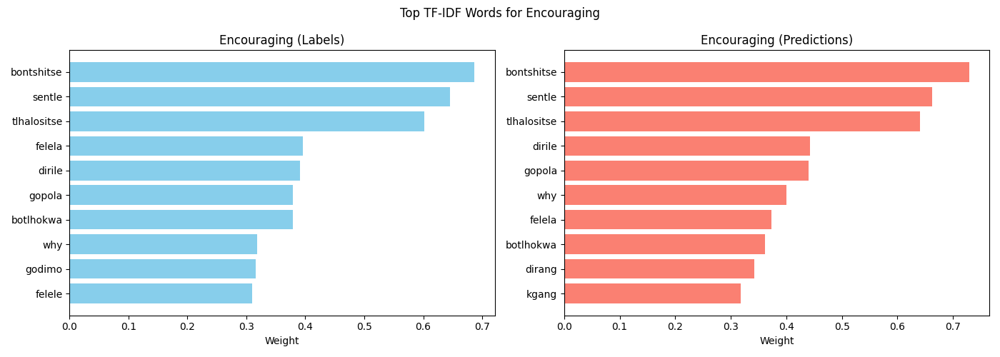 Top TF-IDF Words for Encouraging
Encouraging (Labels)
bontshitse
sentle
tlhalositse
felela
dirile
gopola
botlhokwa
why
godimo
felele
0.0 0.1 0.2 0.3 0.4 0.5 0.6 0.7
Weight
Encouraging (Predictions)
bontshitse
sentle
tlhalositse
dirile
gopola
why
felela
botlhokwa
dirang
kgang
0.0 0.1 0.2 0.3 0.4 0.5 0.6 0.7
Weight